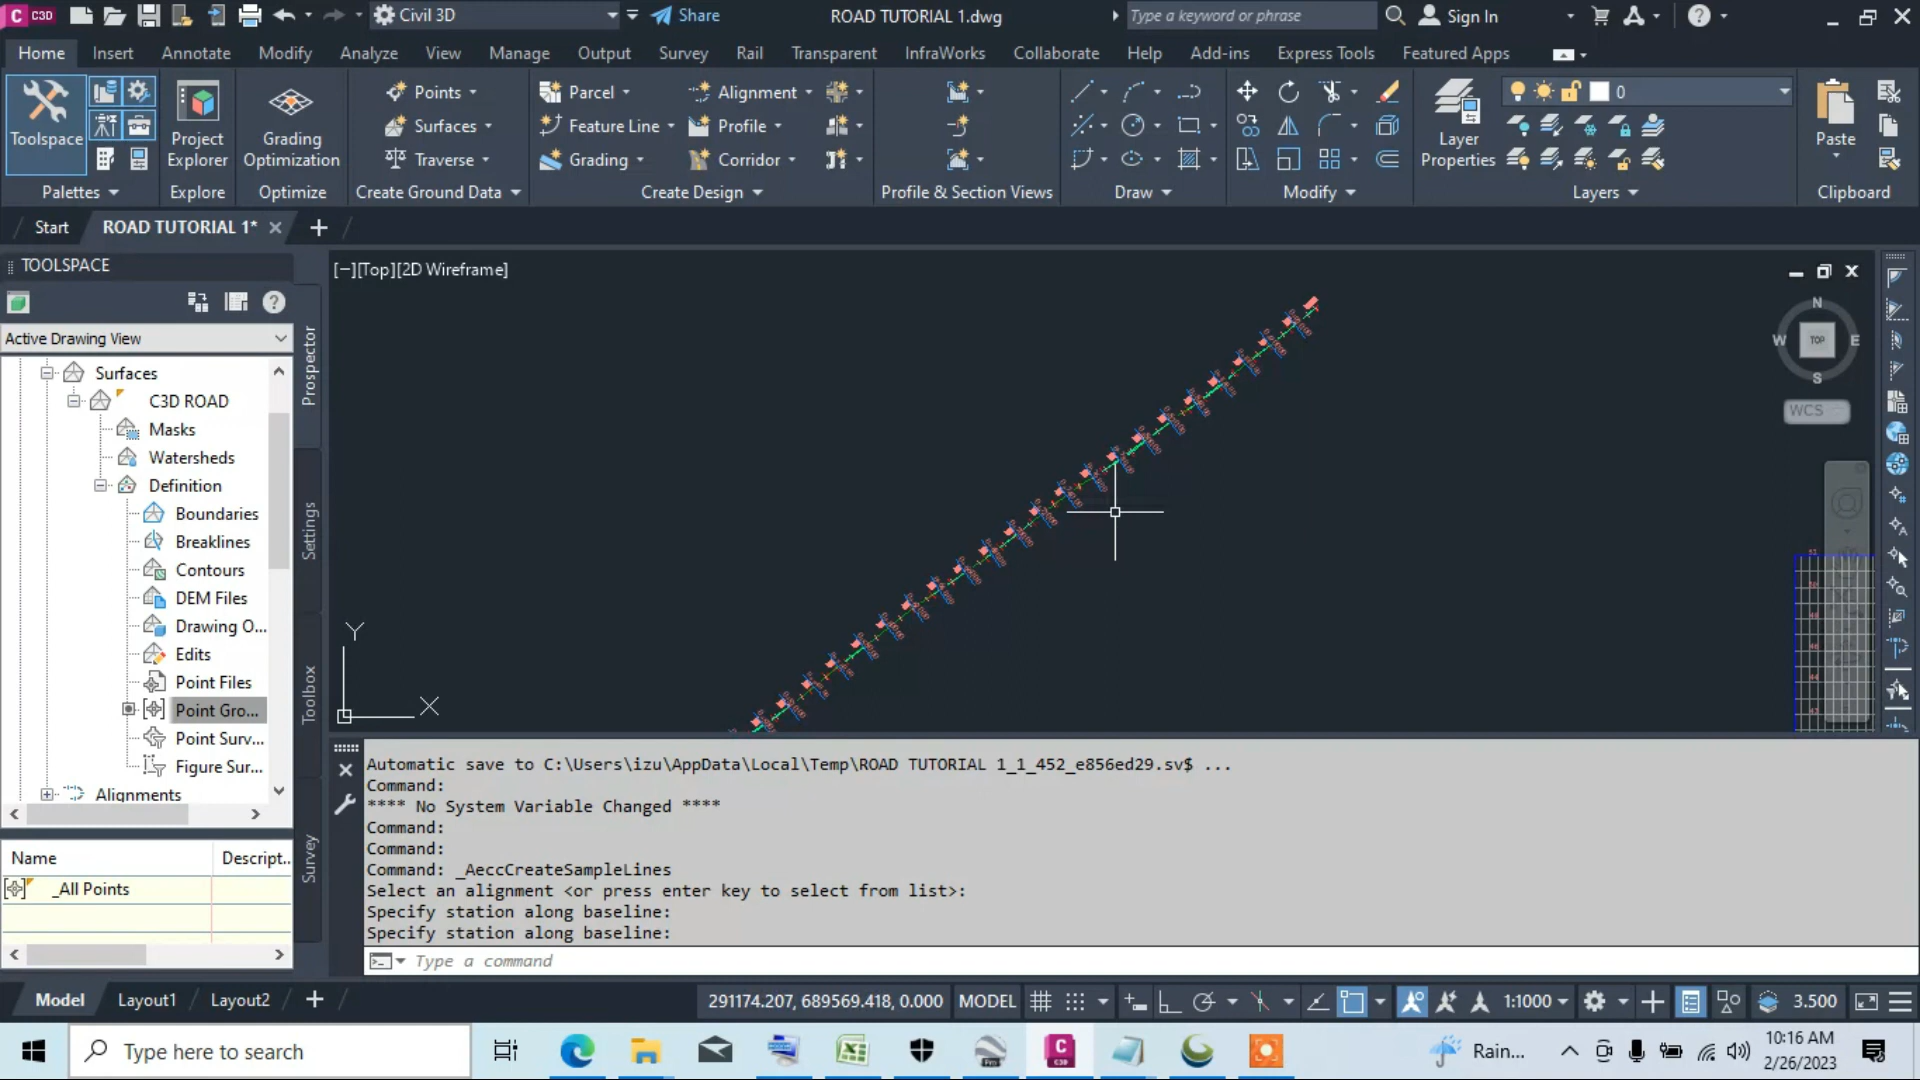 C3D
Civil 3D
Share
ROAD TUTORIAL 1.dwg
Type a keyword or phrase
Sign In
Home
Insert
Annotate
Modify
Analyze
View
Manage
Output
Survey
Rail
Transparent
InfraWorks
Collaborate
Help
Add-ins
Express Tools
Featured Apps
Toolspace
Project Explorer
Grading Optimization
Points
Surfaces
Traverse
Parcel
Feature Line
Grading
Alignment
Profile
Corridor
Layer Properties
0
Paste
Palettes
Explore
Optimize
Create Ground Data
Create Design
Profile & Section Views
Draw
Modify
Layers
Clipboard
Start
ROAD TUTORIAL 1*
TOOLSPACE
Active Drawing View
Surfaces
C3D ROAD
Masks
Watersheds
Definition
Boundaries
Breaklines
Contours
DEM Files
Drawing O...
Edits
Point Files
Point Gro...
Point Surv...
Figure Sur...
Alignments
Name
Descript..
_All Points
Prospector
Settings
Toolbox
Survey
[−][Top][2D Wireframe]
N
W
TOP
E
S
WCS
Y
X
Automatic save to C:\Users\izu\AppData\Local\Temp\ROAD TUTORIAL 1_1_452_e856ed29.sv$ ...
Command:
**** No System Variable Changed ****
Command:
Command:
Command: _AeccCreateSampleLines
Select an alignment <or press enter key to select from list>:
Specify station along baseline:
Specify station along baseline:
Type a command
Model
Layout1
Layout2
291174.207, 689569.418, 0.000
MODEL
1:1000
3.500
Type here to search
Rain...
10:16 AM
2/26/2023